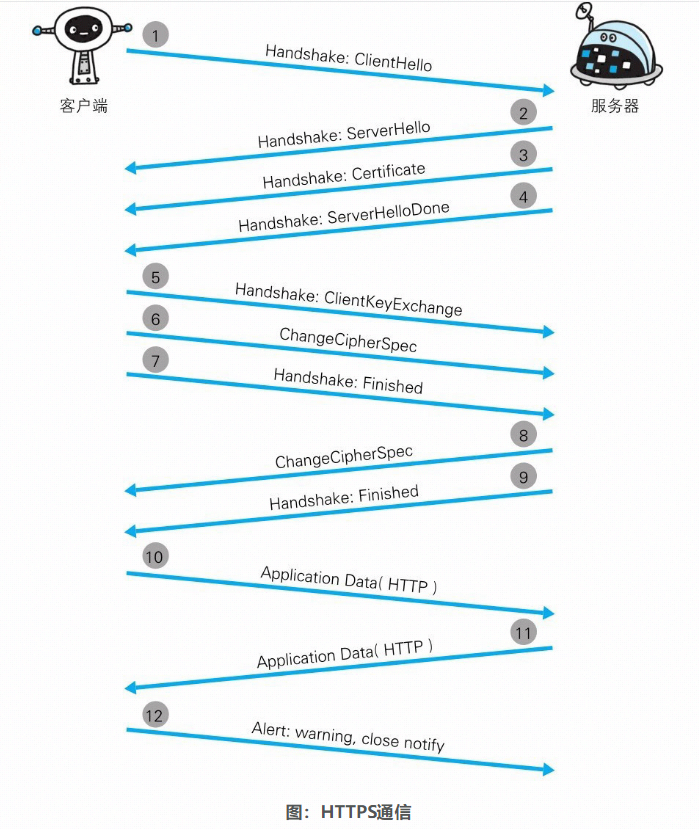 1
Handshake: ClientHello
客户端
服务器
2
Handshake: ServerHello
3
Handshake: Certificate
4
Handshake: ServerHelloDone
5
Handshake: ClientKeyExchange
6
ChangeCipherSpec
7
Handshake: Finished
8
ChangeCipherSpec
9
Handshake: Finished
10
Application Data( HTTP )
11
Application Data( HTTP )
12
Alert: warning, close notify
图：HTTPS通信